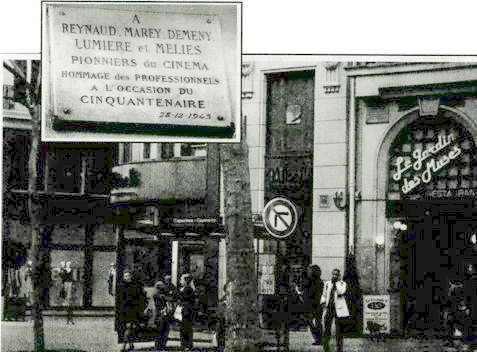 A
REYNAUD, MAREY DEMENY
LUMIERE et MELIES
PIONNIERS du CINEMA
HOMMAGE des PROFESSIONNELS
A L'OCCASION DU
CINQUANTENAIRE
28-12-1945
Le Jardin
des Muses
RESTAURANT